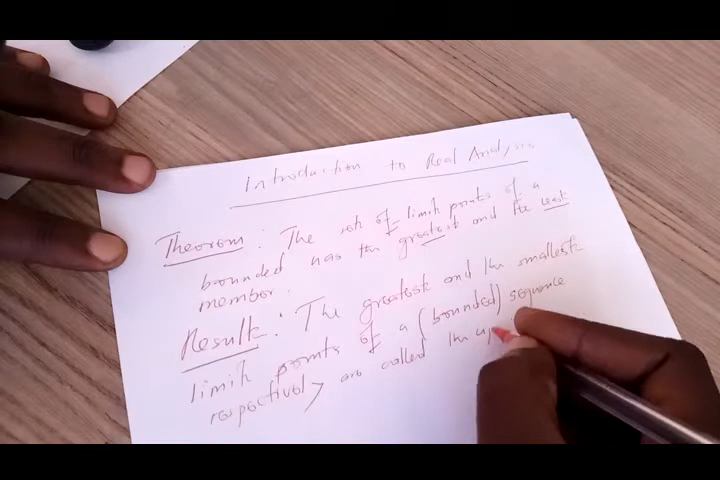 Introduction to Real Analysis
Theorem: The set of limit points of a
bounded has the greatest and the least
member.
Result: The greatest and the smallest
limit points of a (bounded) sequence
respectively are called the up